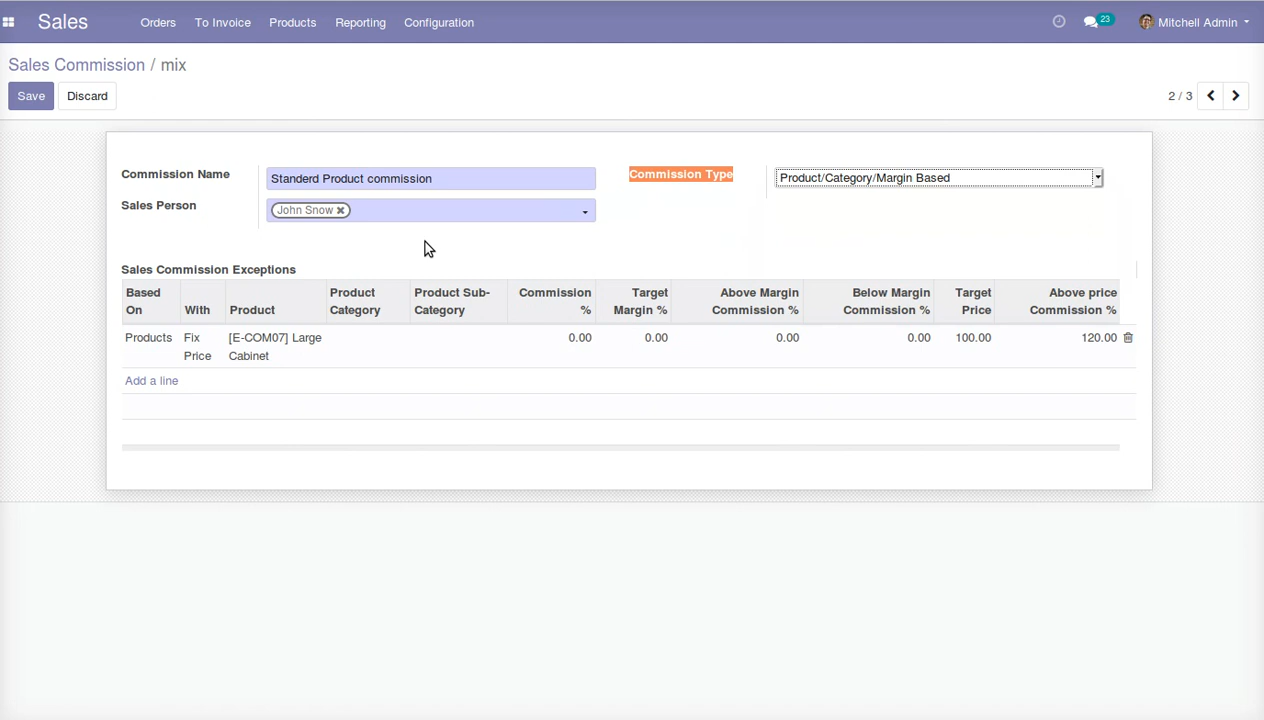 Sales Orders To Invoice Products Reporting Configuration 23 Mitchell Admin
Sales Commission / mix
Save Discard 2 / 3
Commission Name Standerd Product commission Commission Type Product/Category/Margin Based
Sales Person John Snow
Sales Commission Exceptions
Based On With Product Product Category Product Sub-Category Commission % Target Margin % Above Margin Commission % Below Margin Commission % Target Price Above price Commission %
Products Fix Price [E-COM07] Large Cabinet 0.00 0.00 0.00 0.00 100.00 120.00
Add a line